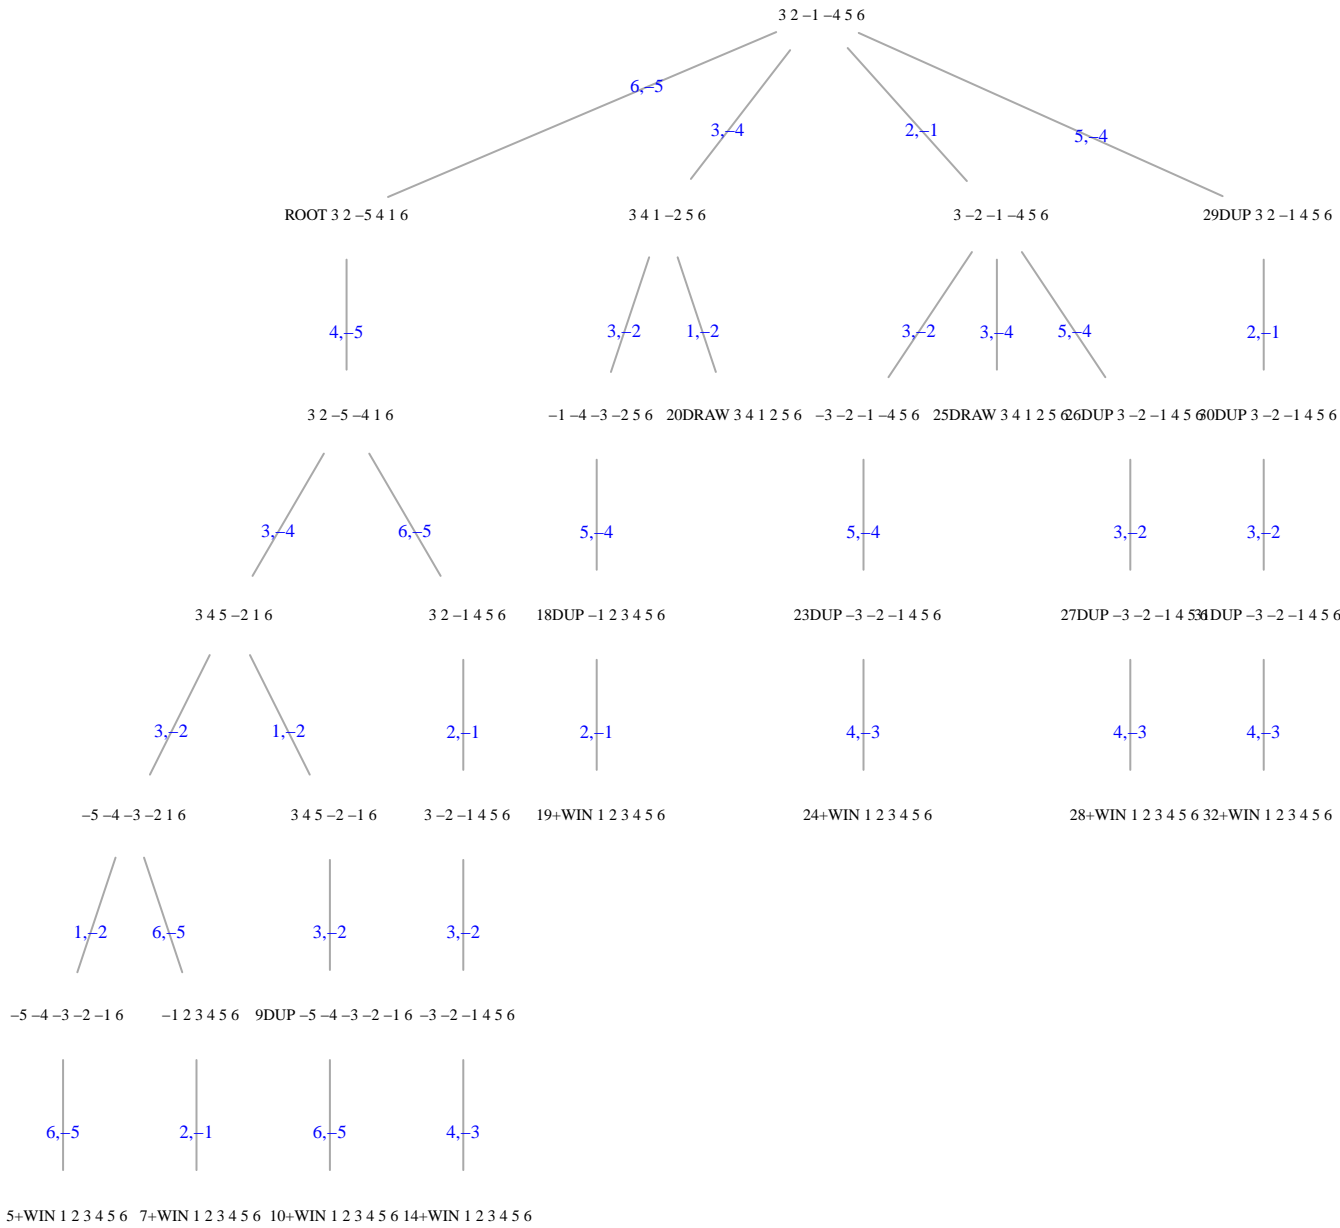 3 2 −1 −4 5 6
6,−5
3,−4
2,−1
5,−4
ROOT 3 2 −5 4 1 6
3 4 1 −2 5 6
3 −2 −1 −4 5 6
29DUP 3 2 −1 4 5 6
4,−5
3,−2
1,−2
3,−2
3,−4
5,−4
2,−1
3 2 −5 −4 1 6
−1 −4 −3 −2 5 6
20DRAW 3 4 1 2 5 6
−3 −2 −1 −4 5 6
25DRAW 3 4 1 2 5 6
26DUP 3 −2 −1 4 5 6
30DUP 3 −2 −1 4 5 6
3,−4
6,−5
5,−4
5,−4
3,−2
3,−2
3 4 5 −2 1 6
3 2 −1 4 5 6
18DUP −1 2 3 4 5 6
23DUP −3 −2 −1 4 5 6
27DUP −3 −2 −1 4 5 6
31DUP −3 −2 −1 4 5 6
3,−2
1,−2
2,−1
2,−1
4,−3
4,−3
4,−3
−5 −4 −3 −2 1 6
3 4 5 −2 −1 6
3 −2 −1 4 5 6
19+WIN 1 2 3 4 5 6
24+WIN 1 2 3 4 5 6
28+WIN 1 2 3 4 5 6
32+WIN 1 2 3 4 5 6
1,−2
6,−5
3,−2
3,−2
−5 −4 −3 −2 −1 6
−1 2 3 4 5 6
9DUP −5 −4 −3 −2 −1 6
−3 −2 −1 4 5 6
6,−5
2,−1
6,−5
4,−3
5+WIN 1 2 3 4 5 6
7+WIN 1 2 3 4 5 6
10+WIN 1 2 3 4 5 6
14+WIN 1 2 3 4 5 6